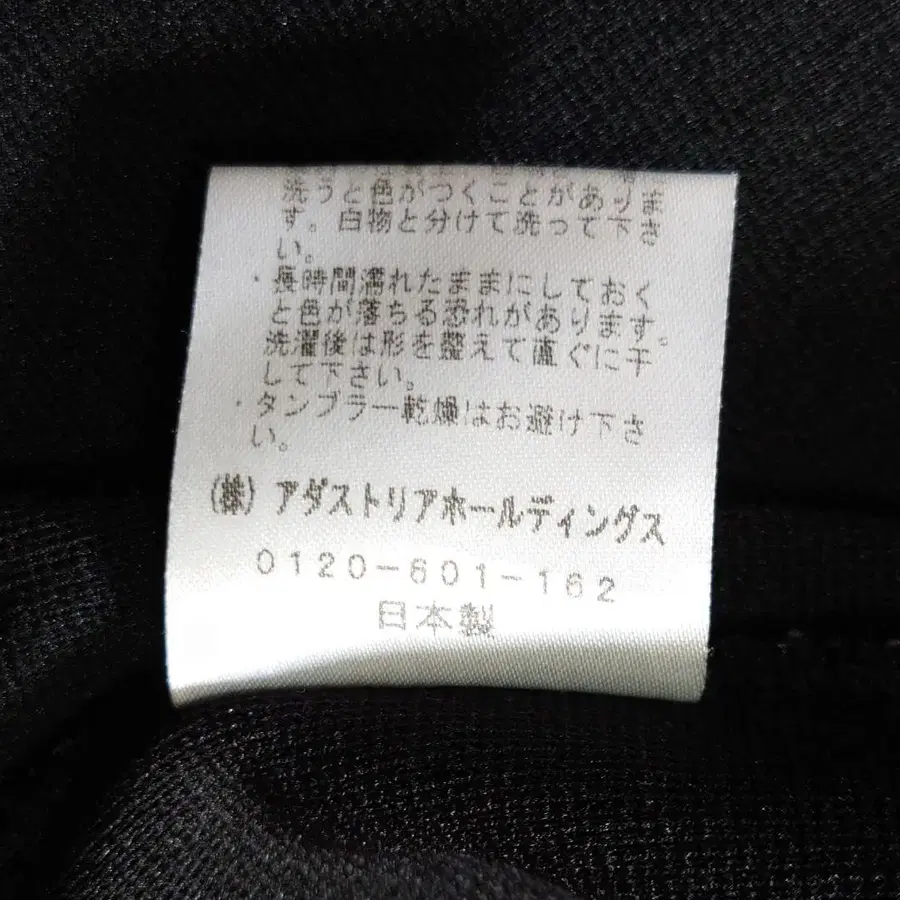 洗うと色がつくことがありま
す。白物と分けて洗って下さ
い。
・長時間濡れたままにしておく
と色が落ちる恐れがあります。
洗濯後は形を整えて直ぐに干
して下さい。
・タンブラー乾燥はお避け下さ
い。
(株)アダストリアホールディングス
0120-601-162
日本製